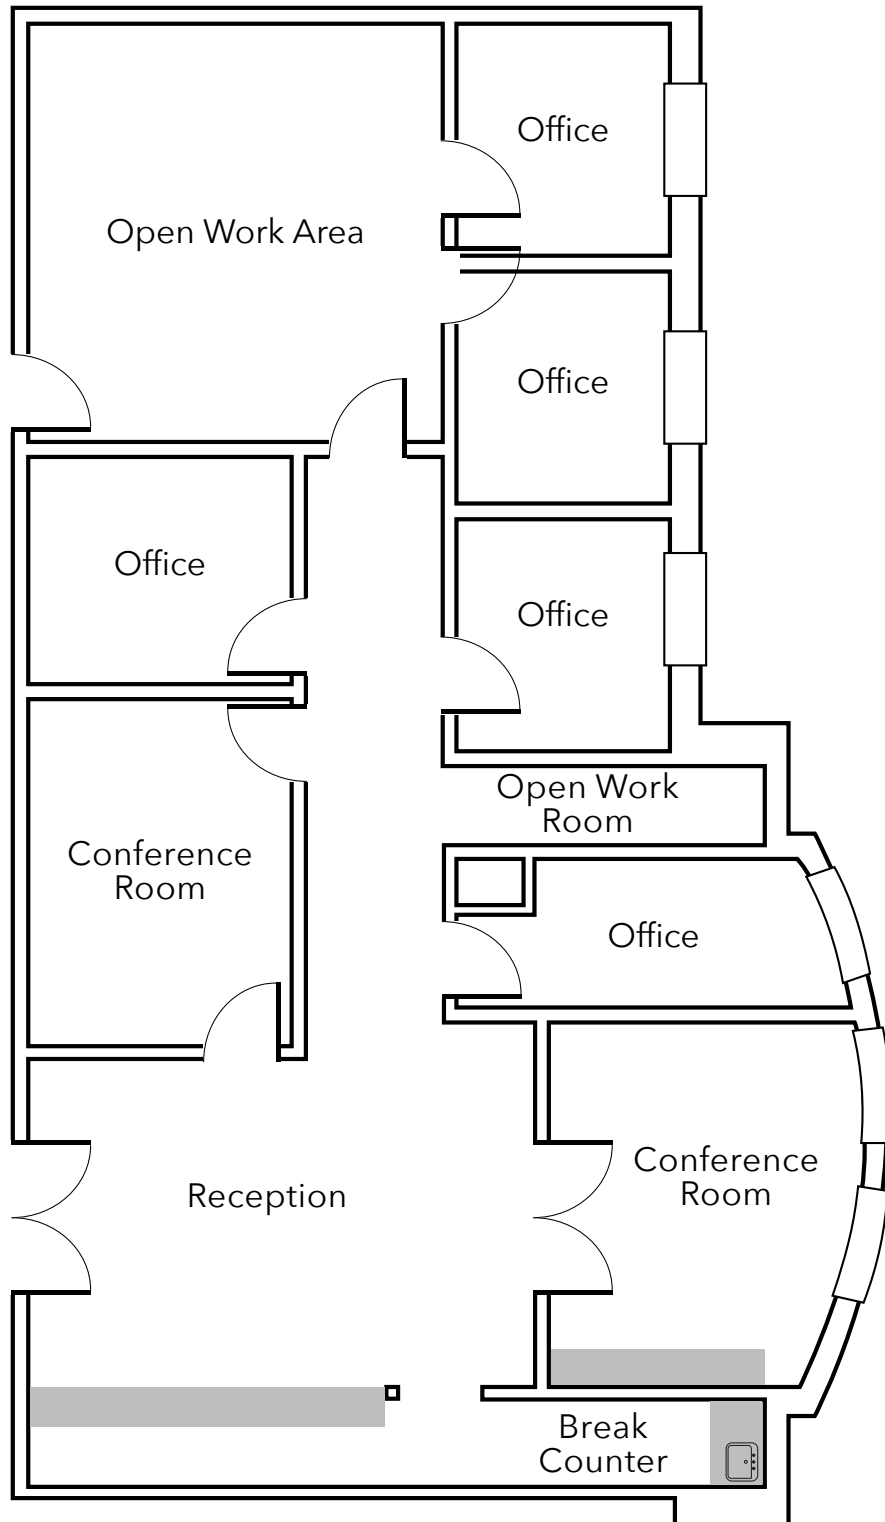 Office
Open Work Area
Office
Office
Office
Open Work
Room
Conference
Room
Office
Conference
Room
Reception
Break
Counter